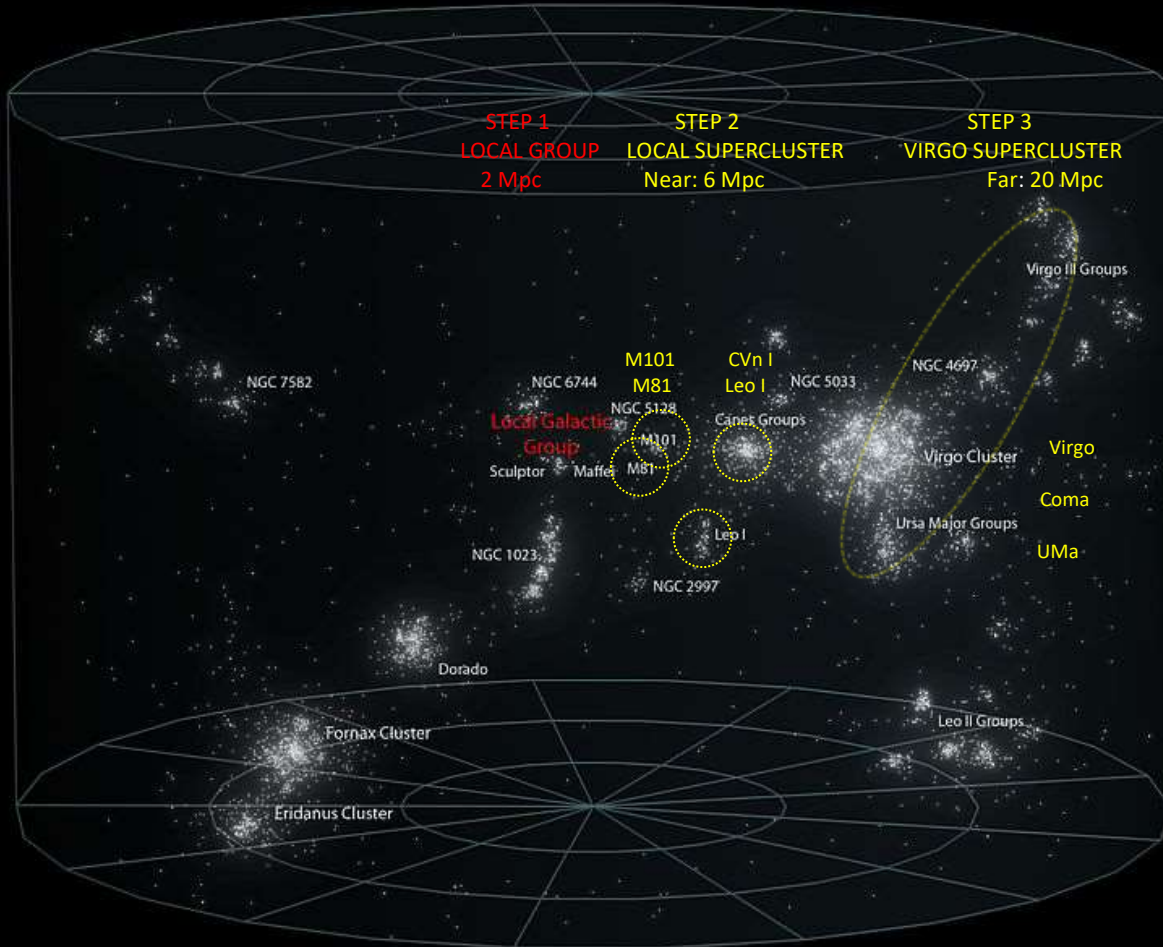 STEP 1
LOCAL GROUP
2 Mpc
STEP 2
LOCAL SUPERCLUSTER
Near: 6 Mpc
STEP 3
VIRGO SUPERCLUSTER
Far: 20 Mpc
Virgo III Groups
M101
M81
CVn I
Leo I
NGC 7582
NGC 6744
NGC 5033
NGC 4697
NGC 5128
Local Galactic
Group
Canes Groups
M101
Sculptor
Maffei
M81
Virgo Cluster
Virgo
Coma
Ursa Major Groups
UMa
Leo I
NGC 1023
NGC 2997
Dorado
Fornax Cluster
Leo II Groups
Eridanus Cluster